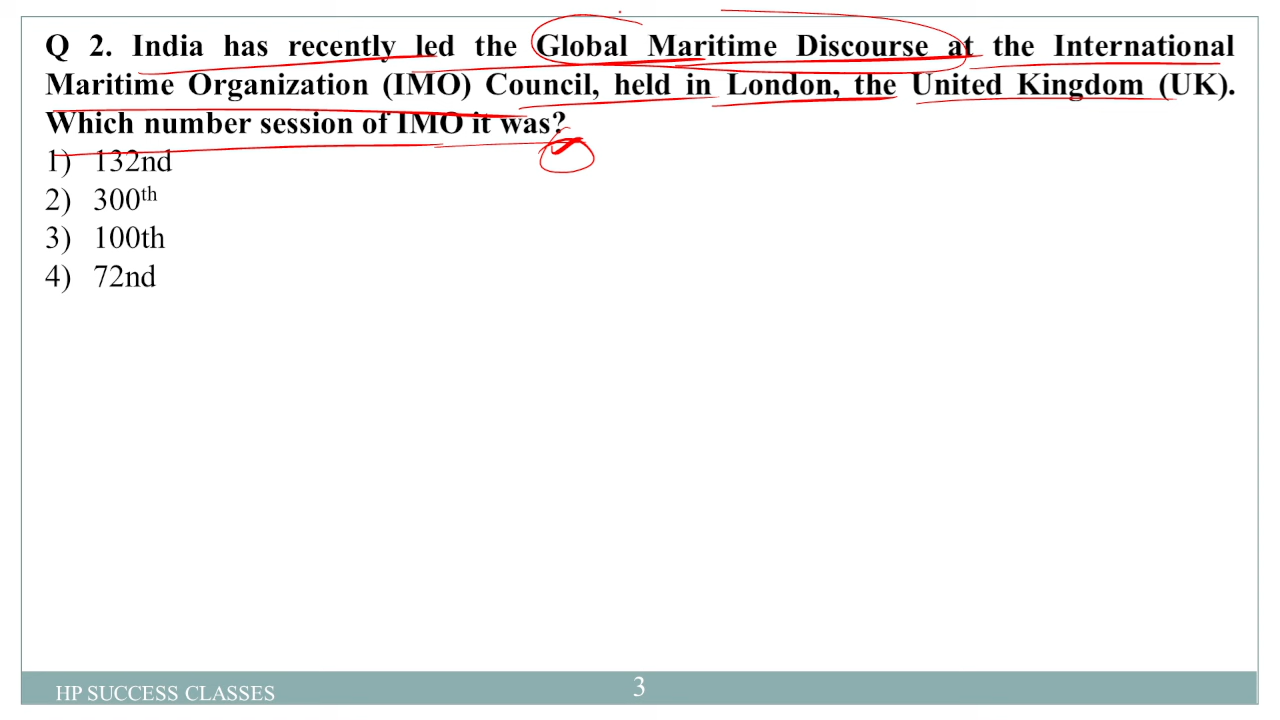 Q 2. India has recently led the Global Maritime Discourse at the International
Maritime Organization (IMO) Council, held in London, the United Kingdom (UK).
Which number session of IMO it was?
1) 132nd
2) 300th
3) 100th
4) 72nd
HP SUCCESS CLASSES
3